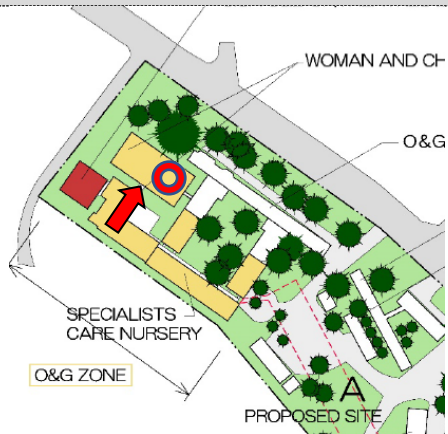 WOMAN AND CH
O&G
SPECIALISTS
CARE NURSERY
O&G ZONE
A
PROPOSED SITE